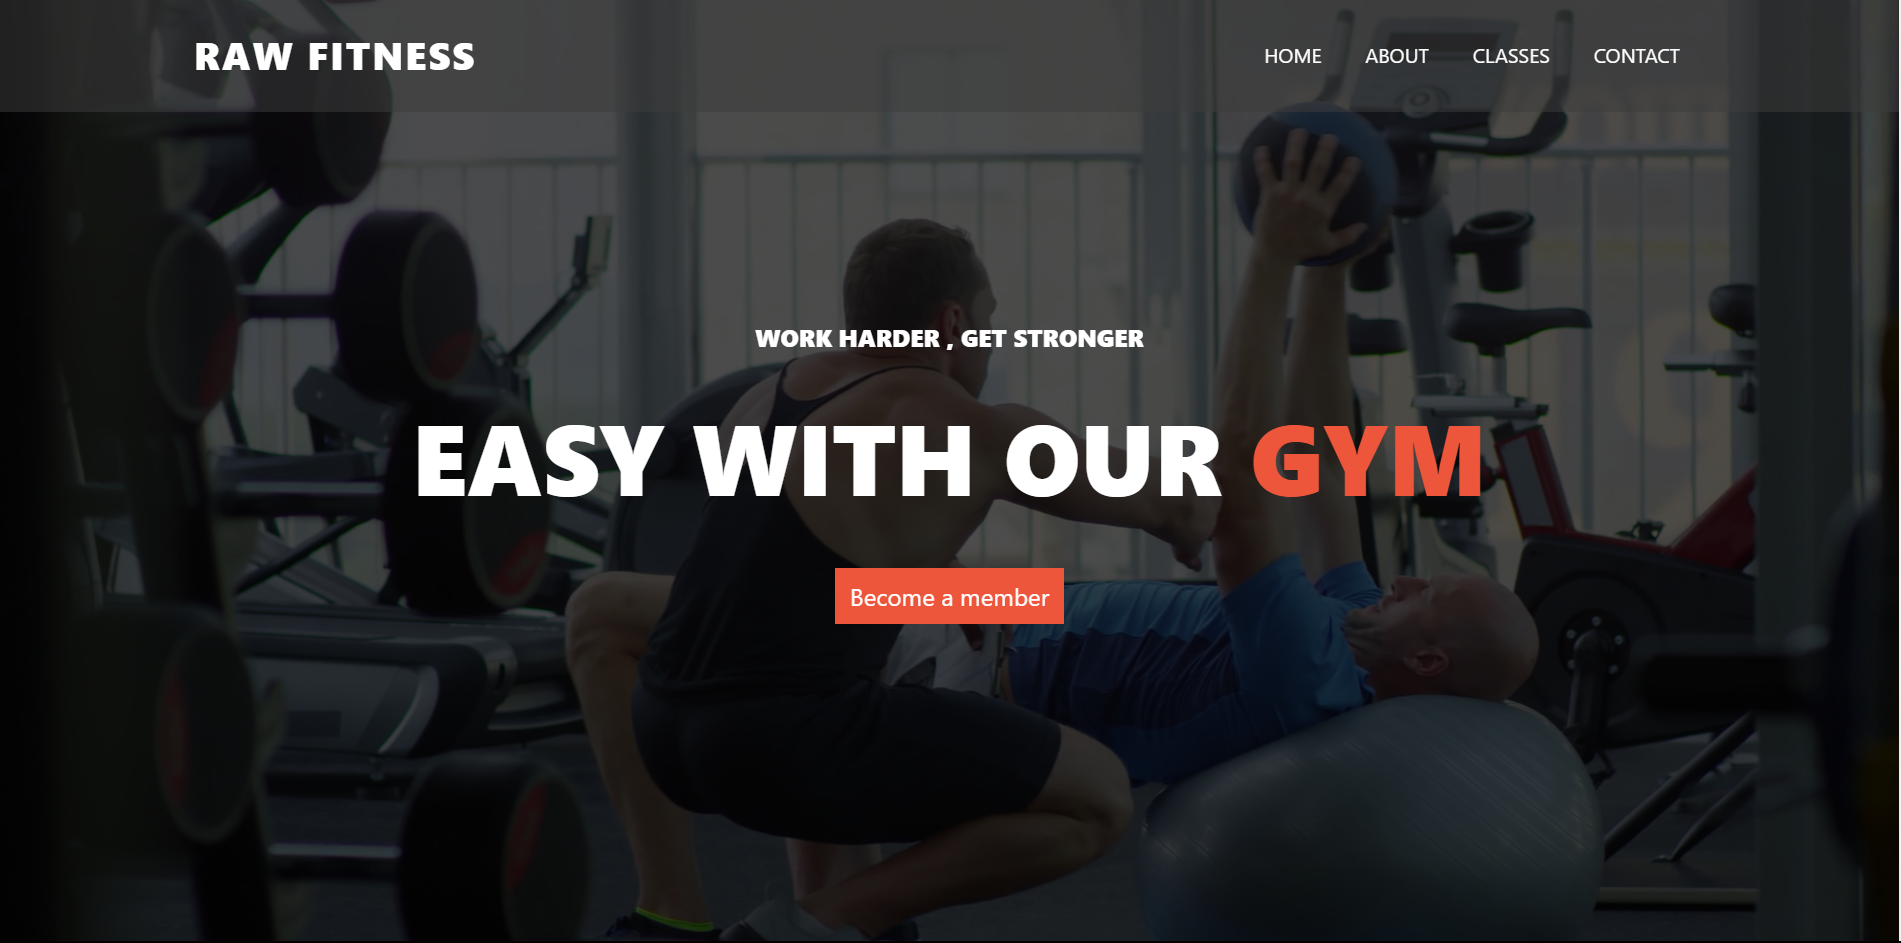 RAW FITNESS
HOME ABOUT CLASSES CONTACT
WORK HARDER , GET STRONGER
EASY WITH OUR GYM
Become a member